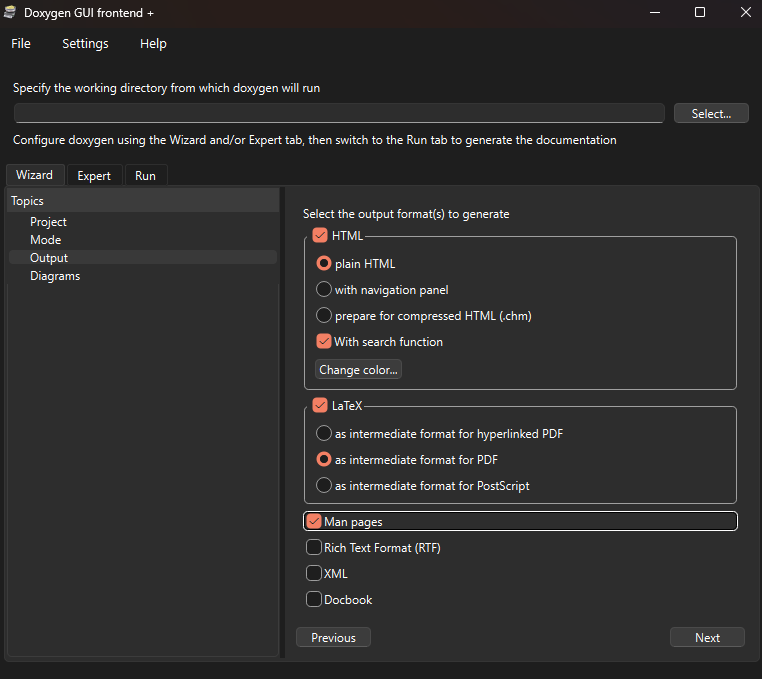 Doxygen GUI frontend +
File Settings Help
Specify the working directory from which doxygen will run
Select...
Configure doxygen using the Wizard and/or Expert tab, then switch to the Run tab to generate the documentation
Wizard Expert Run
Topics
Project
Mode
Output
Diagrams
Select the output format(s) to generate
HTML
plain HTML
with navigation panel
prepare for compressed HTML (.chm)
With search function
Change color...
LaTeX
as intermediate format for hyperlinked PDF
as intermediate format for PDF
as intermediate format for PostScript
Man pages
Rich Text Format (RTF)
XML
Docbook
Previous Next